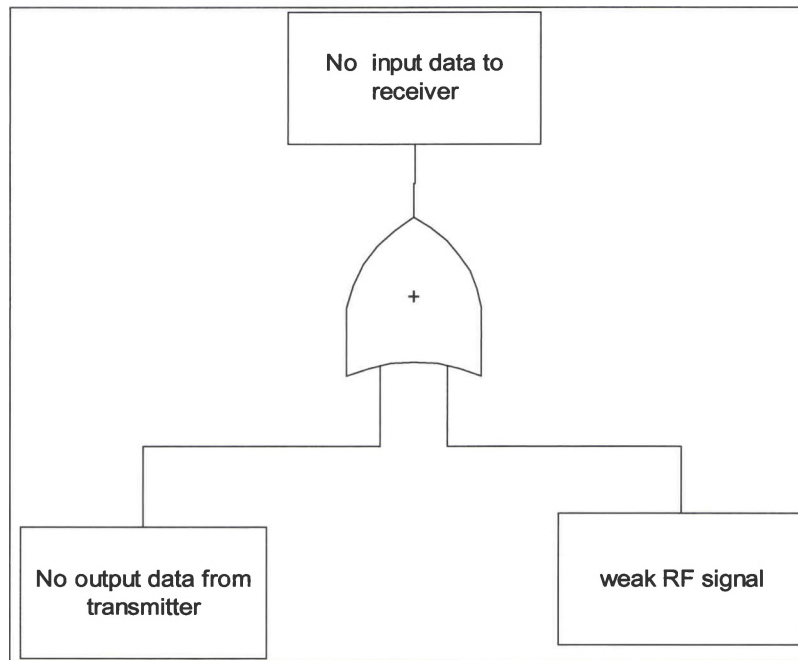 No input data to
receiver
+
No output data from
transmitter
weak RF signal